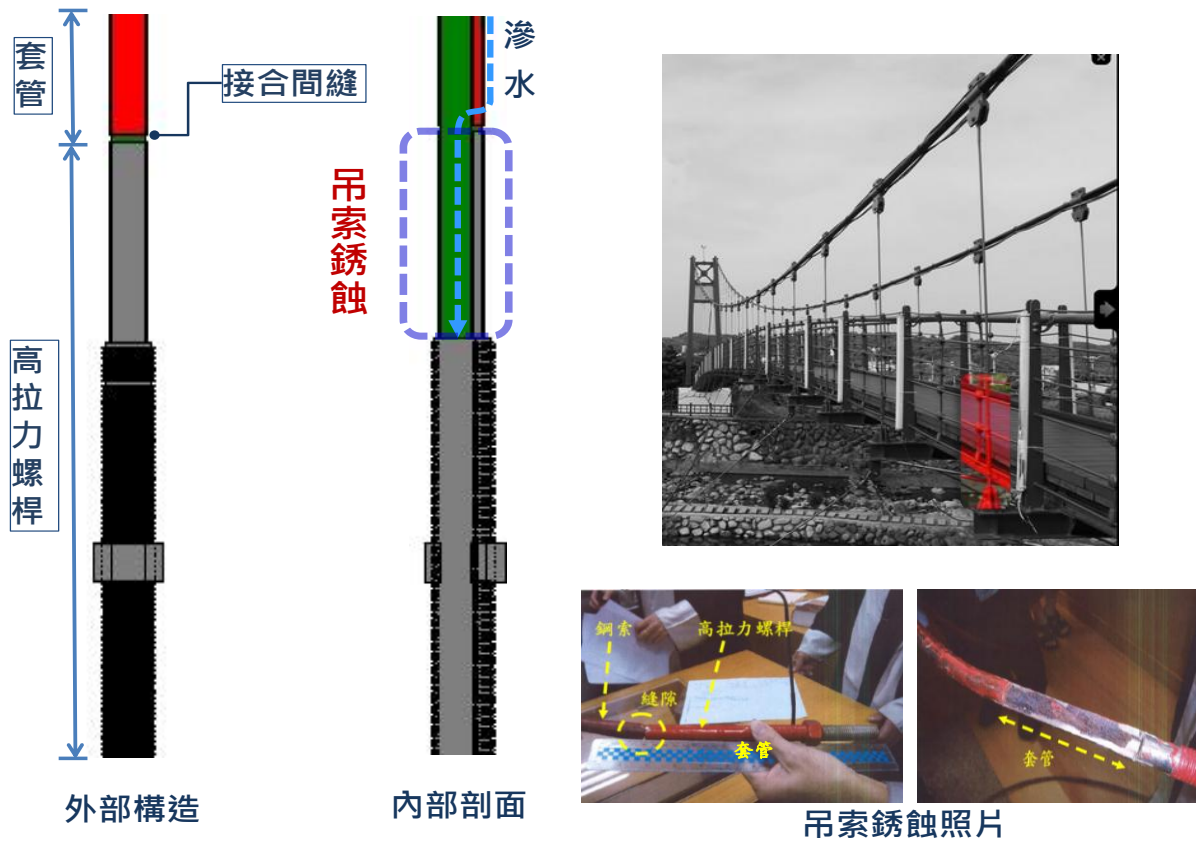 套管
接合間縫
滲水
吊索銹蝕
高拉力螺桿
外部構造
內部剖面
鋼索
高拉力螺桿
縫隙
套管
套管
吊索銹蝕照片